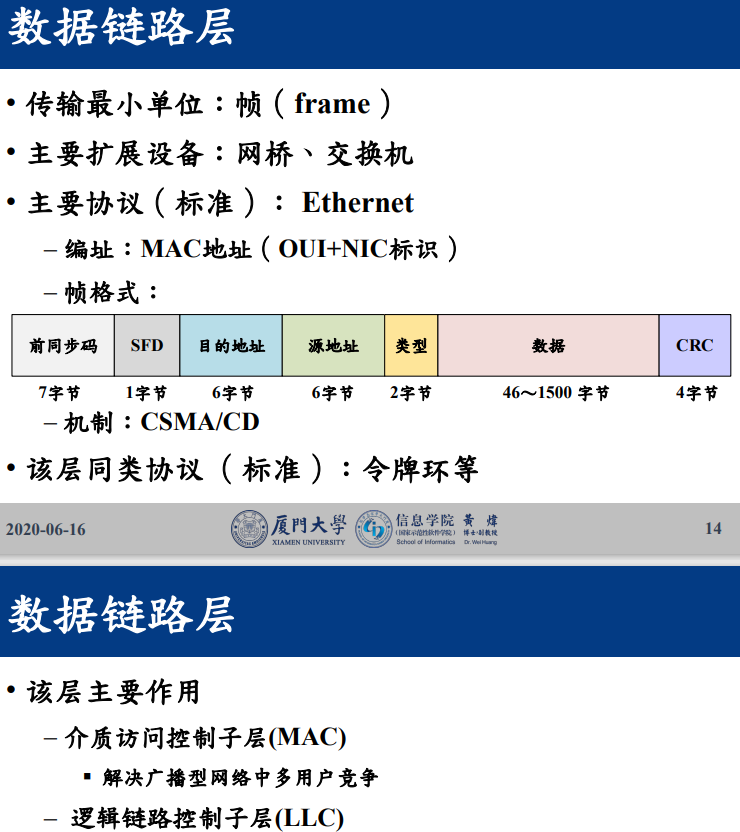 数据链路层
• 传输最小单位：帧（frame）
• 主要扩展设备：网桥、交换机
• 主要协议（标准）： Ethernet
– 编址：MAC地址（OUI+NIC标识）
– 帧格式：
前同步码 SFD 目的地址 源地址 类型 数据 CRC
7字节 1字节 6字节 6字节 2字节 46～1500 字节 4字节
– 机制：CSMA/CD
• 该层同类协议 （标准）：令牌环等
2020-06-16
厦門大學
XIAMEN UNIVERSITY
信息学院
(国家示范性软件学院)
School of Informatics
黄 煒
博士·副教授
Dr. Wei Huang
14
数据链路层
• 该层主要作用
– 介质访问控制子层(MAC)
▪ 解决广播型网络中多用户竞争
– 逻辑链路控制子层(LLC)